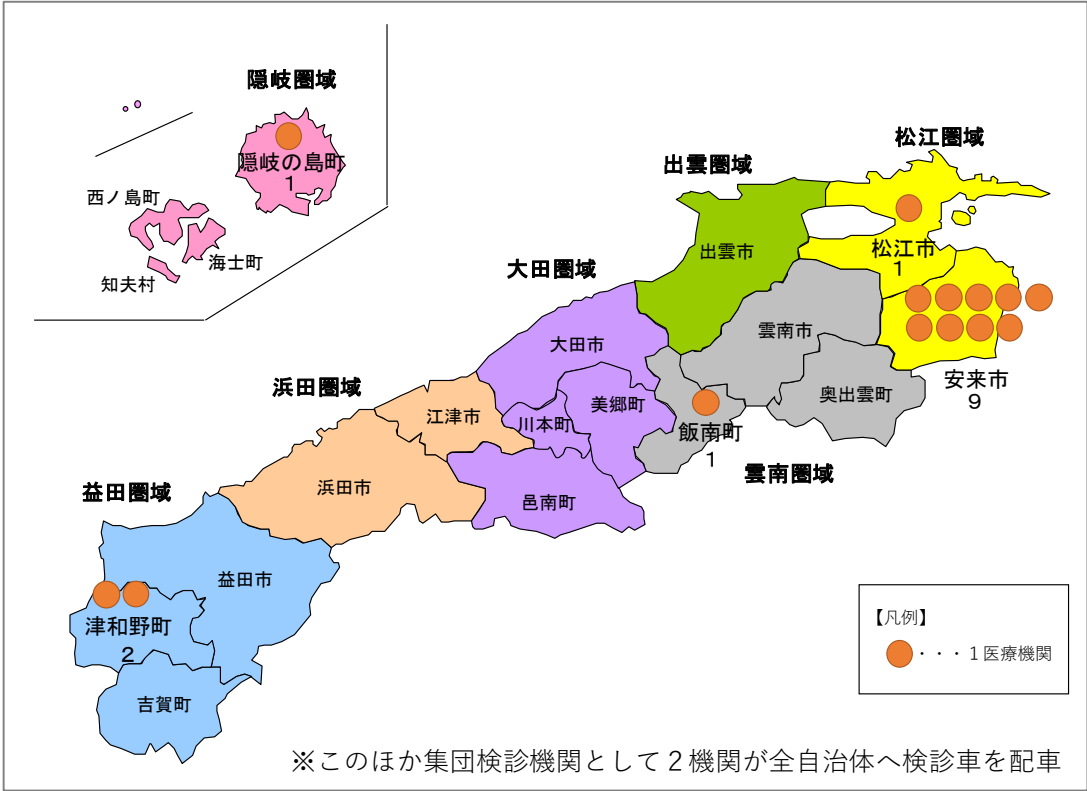 隠岐圏域
隠岐の島町
1
西ノ島町
海士町
知夫村
松江圏域
松江市
1
安来市
9
出雲圏域
出雲市
雲南市
奥出雲町
飯南町
1
雲南圏域
大田圏域
大田市
美郷町
川本町
邑南町
浜田圏域
江津市
浜田市
益田圏域
益田市
津和野町
2
吉賀町
【凡例】
・・・1医療機関
※このほか集団検診機関として2機関が全自治体へ検診車を配車